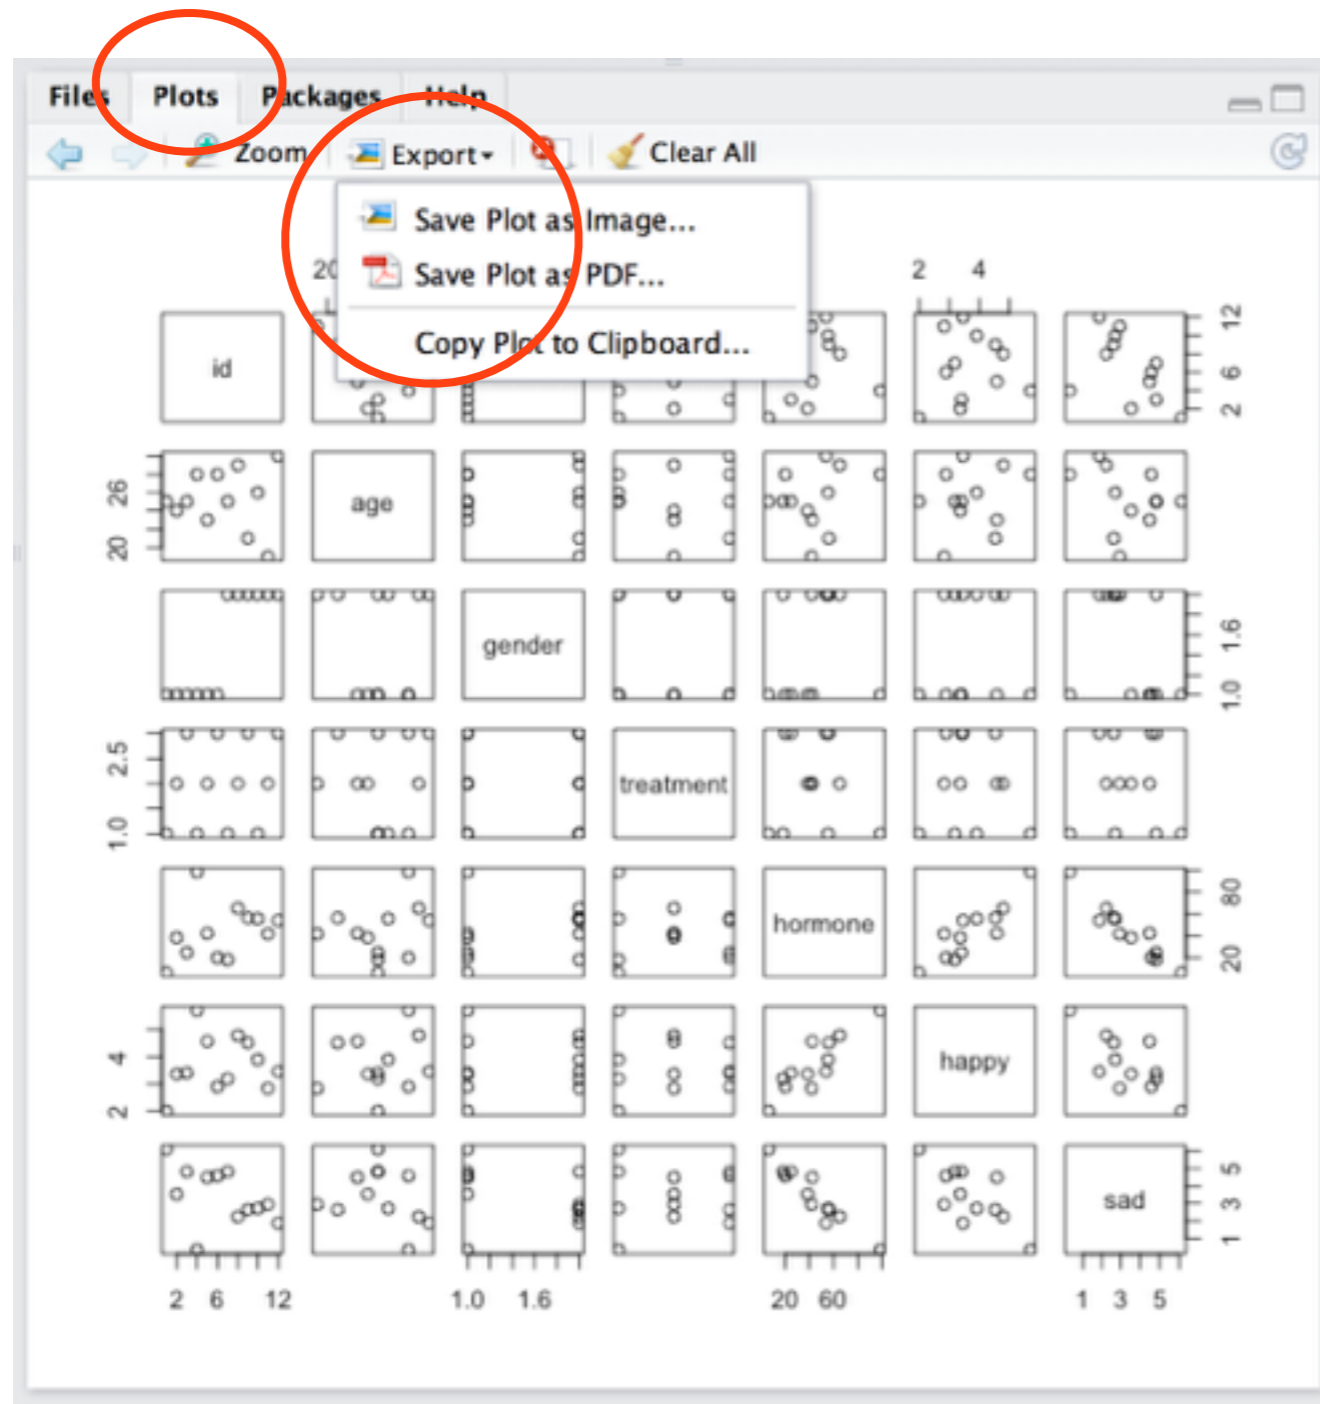 Files Plots Packages Help
Zoom Export Clear All
Save Plot as Image...
Save Plot as PDF...
Copy Plot to Clipboard...
20 2 4
id 12 6 2
26 20 age
gender 1.6 1.0
2.5 1.0 treatment
hormone 80 20
4 2 happy
sad 5 3 1
2 6 12 1.0 1.6 20 60 1 3 5